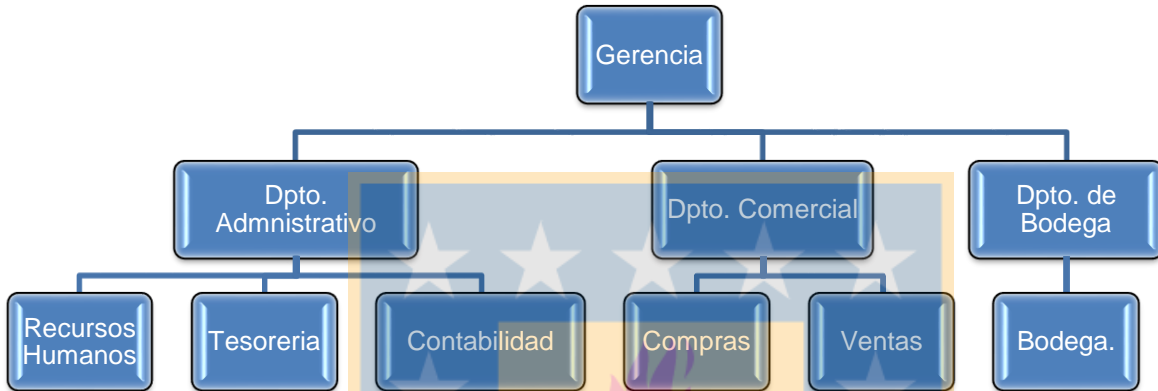 Gerencia
Dpto.
Admnistrativo
Dpto. Comercial
Dpto. de
Bodega
Recursos
Humanos
Tesoreria
Contabilidad
Compras
Ventas
Bodega.